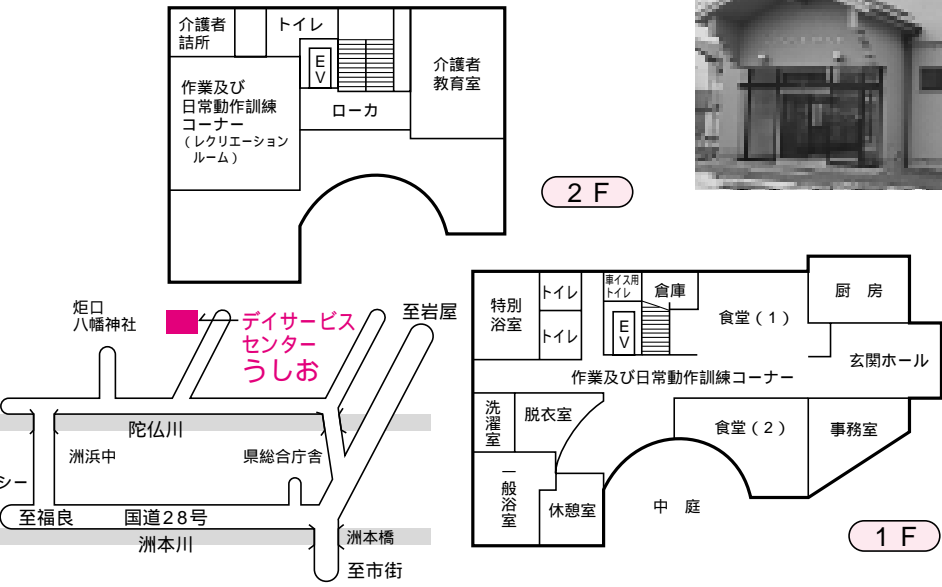 介護者
詰所
トイレ
EV
介護者
教育室
作業及び
日常動作訓練
コーナー
（レクリエーション
ルーム）
ローカ
2F
炬口
八幡神社
デイサービス
センター
うしお
至岩屋
陀仏川
洲浜中
県総合庁舎
シー
至福良
国道28号
洲本川
洲本橋
至市街
特別
浴室
トイレ
トイレ
車イス用
トイレ
倉庫
EV
食堂（1）
厨房
玄関ホール
作業及び日常動作訓練コーナー
洗濯室
脱衣室
食堂（2）
事務室
一般浴室
休憩室
中庭
1F